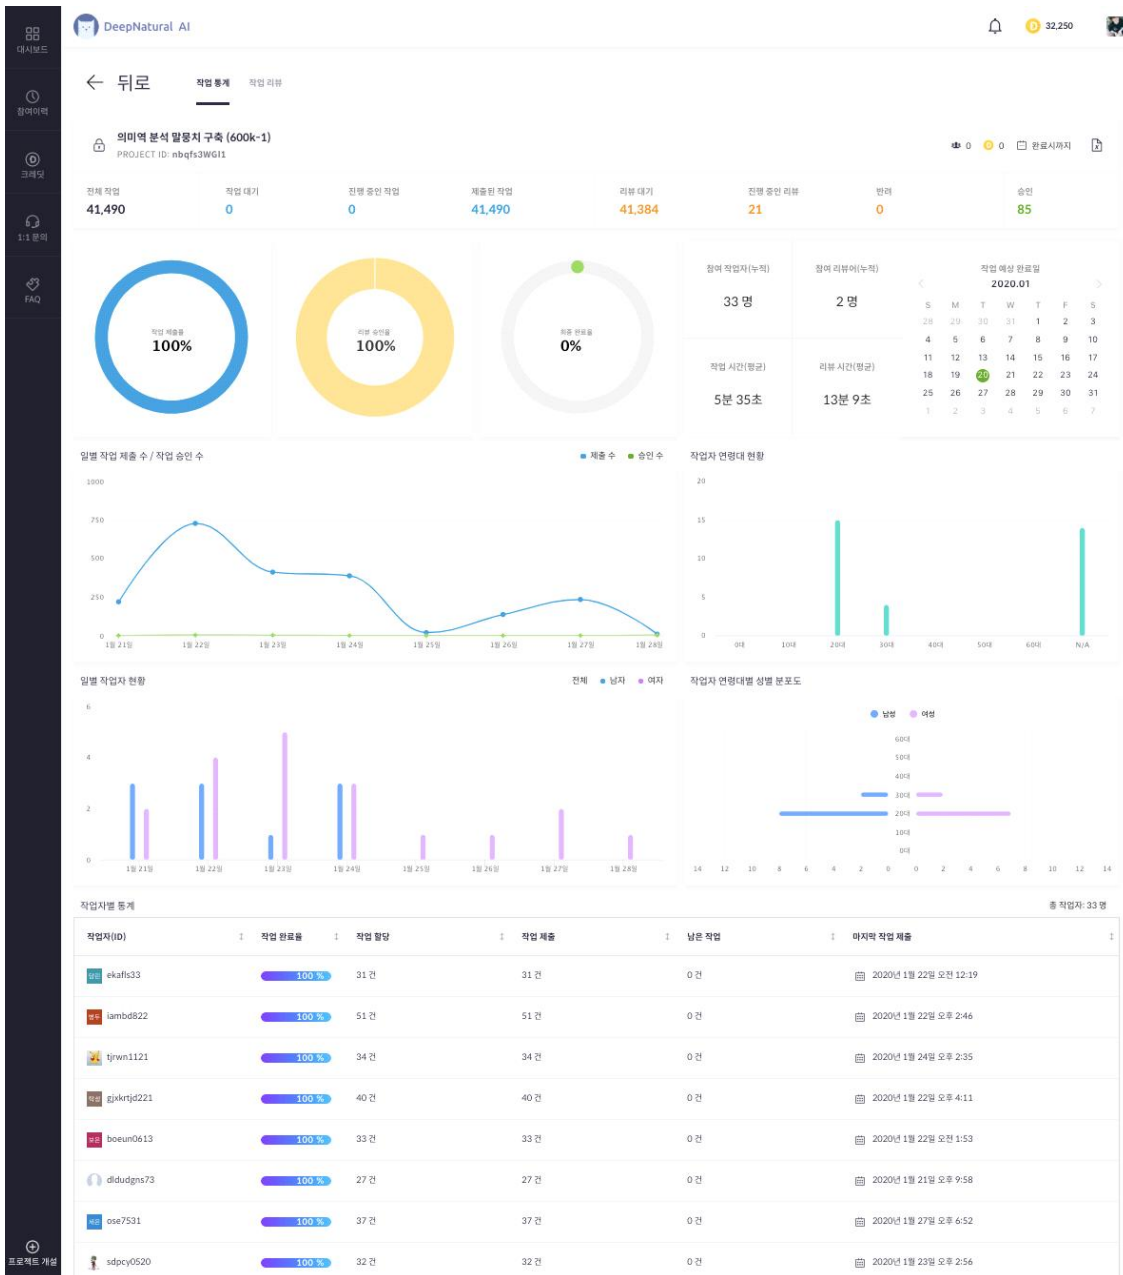 DeepNatural AI
32,250
대시보드
참여이력
크레딧
1:1 문의
FAQ
프로젝트 개설
뒤로 작업 통계 작업 리뷰
의미역 분석 말뭉치 구축 (600k-1)
PROJECT ID: nbqfs3WGI1
0 0 완료시까지
전체 작업 작업 대기 진행 중인 작업 제출된 작업 리뷰 대기 진행 중인 리뷰 반려 승인
41,490 0 0 41,490 41,384 21 0 85
작업 제출율
100%
리뷰 승인율
100%
최종 완료율
0%
참여 작업자(누적)
33 명
참여 리뷰어(누적)
2 명
작업 시간(평균)
5분 35초
리뷰 시간(평균)
13분 9초
작업 예상 완료일
2020.01
S M T W T F S
28 29 30 31 1 2 3
4 5 6 7 8 9 10
11 12 13 14 15 16 17
18 19 20 21 22 23 24
25 26 27 28 29 30 31
1 2 3 4 5 6 7
일별 작업 제출 수 / 작업 승인 수
제출 수 승인 수
1000
750
500
250
0
1월 21일 1월 22일 1월 23일 1월 24일 1월 25일 1월 26일 1월 27일 1월 28일
작업자 연령대 현황
20
15
10
5
0
0대 10대 20대 30대 40대 50대 60대 N/A
일별 작업자 현황
전체 남자 여자
6
4
2
0
1월 21일 1월 22일 1월 23일 1월 24일 1월 25일 1월 26일 1월 27일 1월 28일
작업자 연령대별 성별 분포도
남성 여성
60대
50대
40대
30대
20대
10대
0대
14 12 10 8 6 4 2 0 0 2 4 6 8 10 12 14
작업자별 통계
총 작업자: 33 명
작업자(ID) 작업 완료율 작업 할당 작업 제출 남은 작업 마지막 작업 제출
ekafls33 100 % 31 건 31 건 0 건 2020년 1월 22일 오전 12:19
iambd822 100 % 51 건 51 건 0 건 2020년 1월 22일 오후 2:46
tjrwn1121 100 % 34 건 34 건 0 건 2020년 1월 24일 오후 2:35
gjxkrtjd221 100 % 40 건 40 건 0 건 2020년 1월 22일 오후 4:11
boeun0613 100 % 33 건 33 건 0 건 2020년 1월 22일 오전 1:53
dldudgns73 100 % 27 건 27 건 0 건 2020년 1월 21일 오후 9:58
ose7531 100 % 37 건 37 건 0 건 2020년 1월 27일 오후 6:52
sdpcy0520 100 % 32 건 32 건 0 건 2020년 1월 23일 오후 2:56